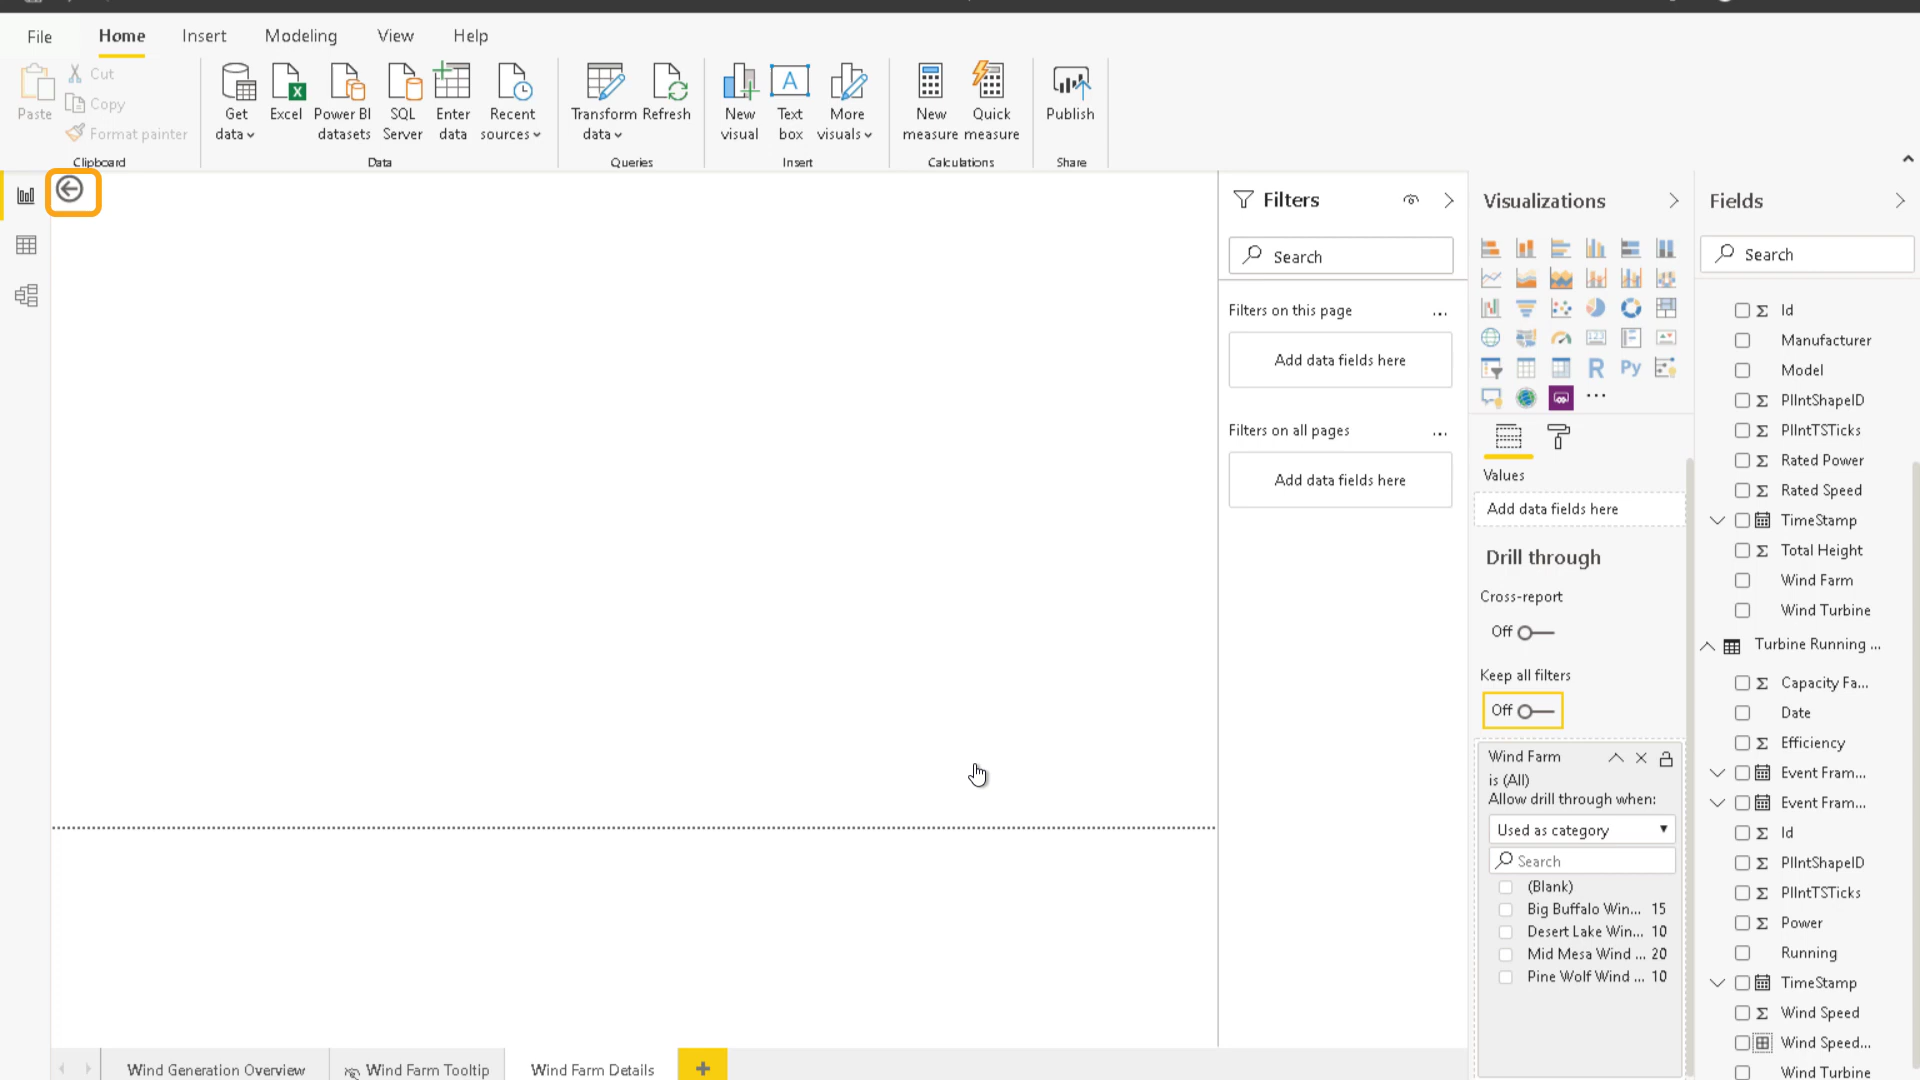 File Home Insert Modeling View Help
Paste Cut
Copy
Format painter
Clipboard
Get data
Excel
Power BI datasets
SQL Server
Enter data
Recent sources
Data
Transform data
Refresh
Queries
New visual
Text box
More visuals
Insert
New measure
Quick measure
Calculations
Publish
Share
Filters
Search
Filters on this page ...
Add data fields here
Filters on all pages ...
Add data fields here
Visualizations
R Py
...
Values
Add data fields here
Drill through
Cross-report
Off
Keep all filters
Off
Wind Farm
is (All)
Allow drill through when:
Used as category
Search
(Blank)
Big Buffalo Win... 15
Desert Lake Win... 10
Mid Mesa Wind ... 20
Pine Wolf Wind ... 10
Fields
Search
Σ Id
Manufacturer
Model
Σ PIIntShapeID
Σ PIIntTSTicks
Σ Rated Power
Σ Rated Speed
TimeStamp
Σ Total Height
Wind Farm
Wind Turbine
Turbine Running ...
Σ Capacity Fa...
Date
Σ Efficiency
Event Fram...
Event Fram...
Σ Id
Σ PIIntShapeID
Σ PIIntTSTicks
Σ Power
Running
TimeStamp
Σ Wind Speed
Wind Speed...
Wind Turbine
Wind Generation Overview Wind Farm Tooltip Wind Farm Details +